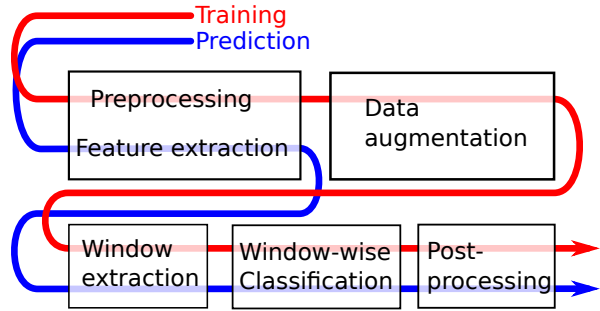 Training
Prediction
Preprocessing
Feature extraction
Data
augmentation
Window
extraction
Window-wise
Classification
Post-
processing